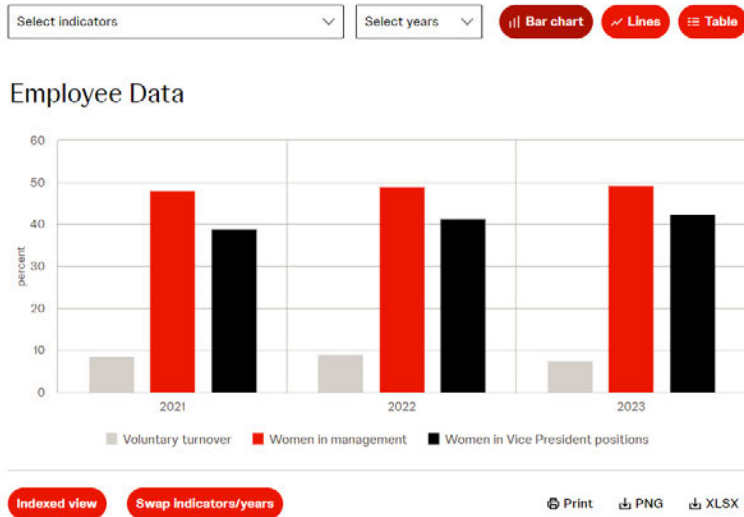 Select indicators Select years Bar chart Lines Table
Employee Data
60
50
40
30
20
10
0
percent
2021 2022 2023
Voluntary turnover Women in management Women in Vice President positions
Indexed view Swap indicators/years Print PNG XLSX